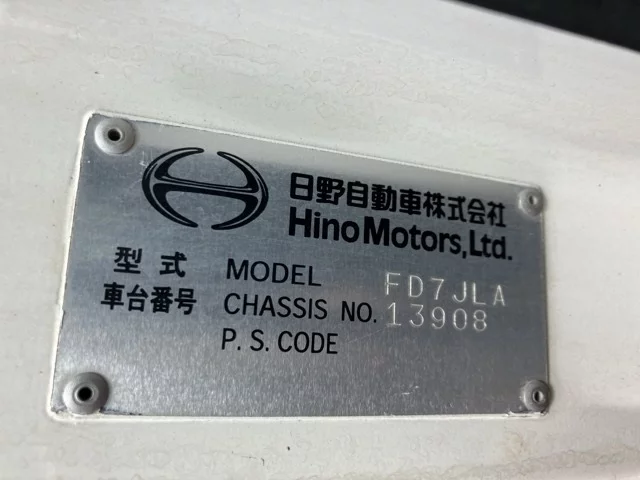 日野自動車株式会社
Hino Motors,Ltd.
型式 MODEL FD7JLA
車台番号 CHASSIS NO. 13908
P. S. CODE